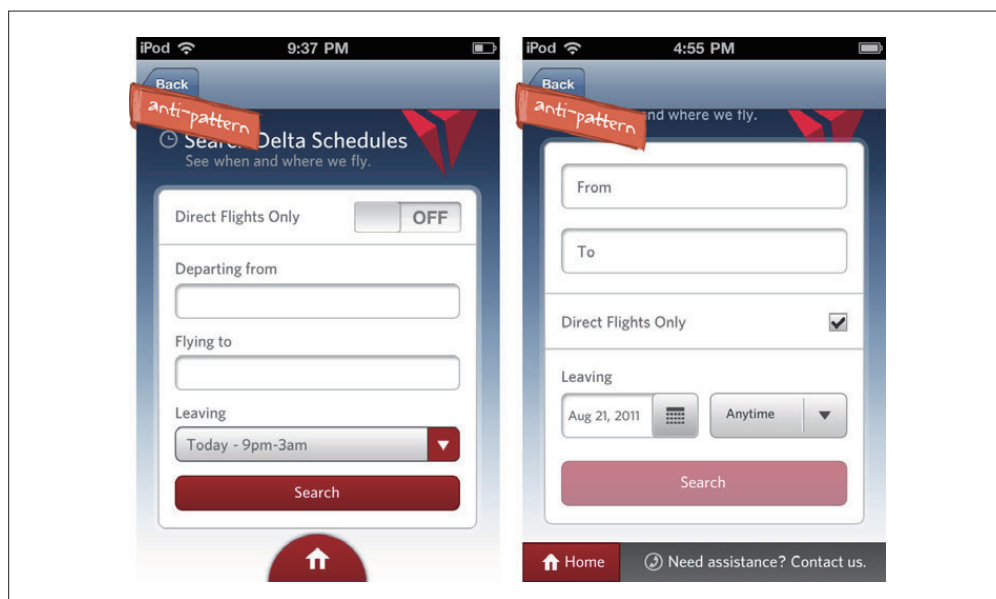 iPod 9:37 PM
Back
anti-pattern
Delta Schedules
See when and where we fly.
Direct Flights Only OFF
Departing from
Flying to
Leaving
Today - 9pm-3am
Search
iPod 4:55 PM
Back
anti-pattern
nd where we fly.
From
To
Direct Flights Only
Leaving
Aug 21, 2011 Anytime
Search
Home Need assistance? Contact us.